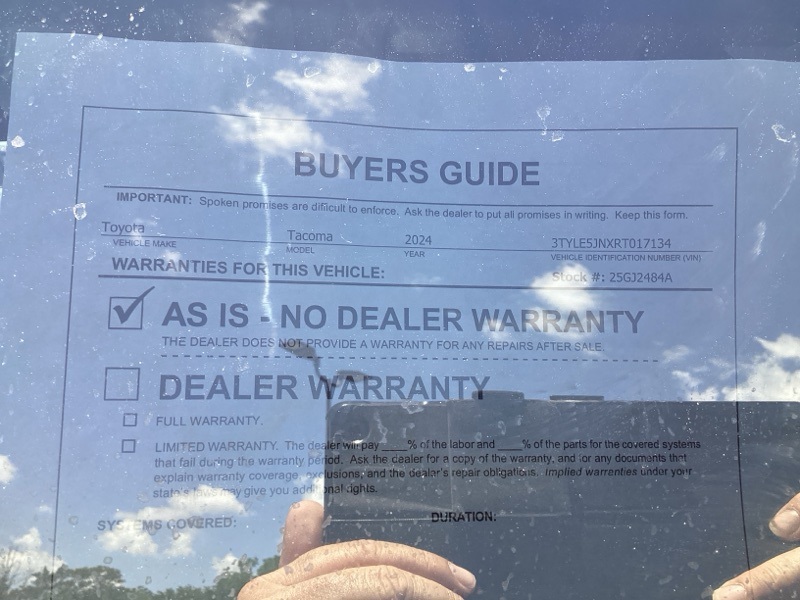 BUYERS GUIDE
IMPORTANT: Spoken promises are difficult to enforce. Ask the dealer to put all promises in writing. Keep this form.
Toyota Tacoma 2024 3TYLE5JNXRT017134
VEHICLE MAKE MODEL YEAR VEHICLE IDENTIFICATION NUMBER (VIN)
WARRANTIES FOR THIS VEHICLE: Stock #: 25GJ2484A
AS IS - NO DEALER WARRANTY
THE DEALER DOES NOT PROVIDE A WARRANTY FOR ANY REPAIRS AFTER SALE.
DEALER WARRANTY
FULL WARRANTY.
LIMITED WARRANTY. The dealer will pay ____% of the labor and ____% of the parts for the covered systems
that fail during the warranty period. Ask the dealer for a copy of the warranty, and for any documents that
explain warranty coverage, exclusions, and the dealer's repair obligations. Implied warranties under your
state's laws may give you additional rights.
SYSTEMS COVERED: DURATION: